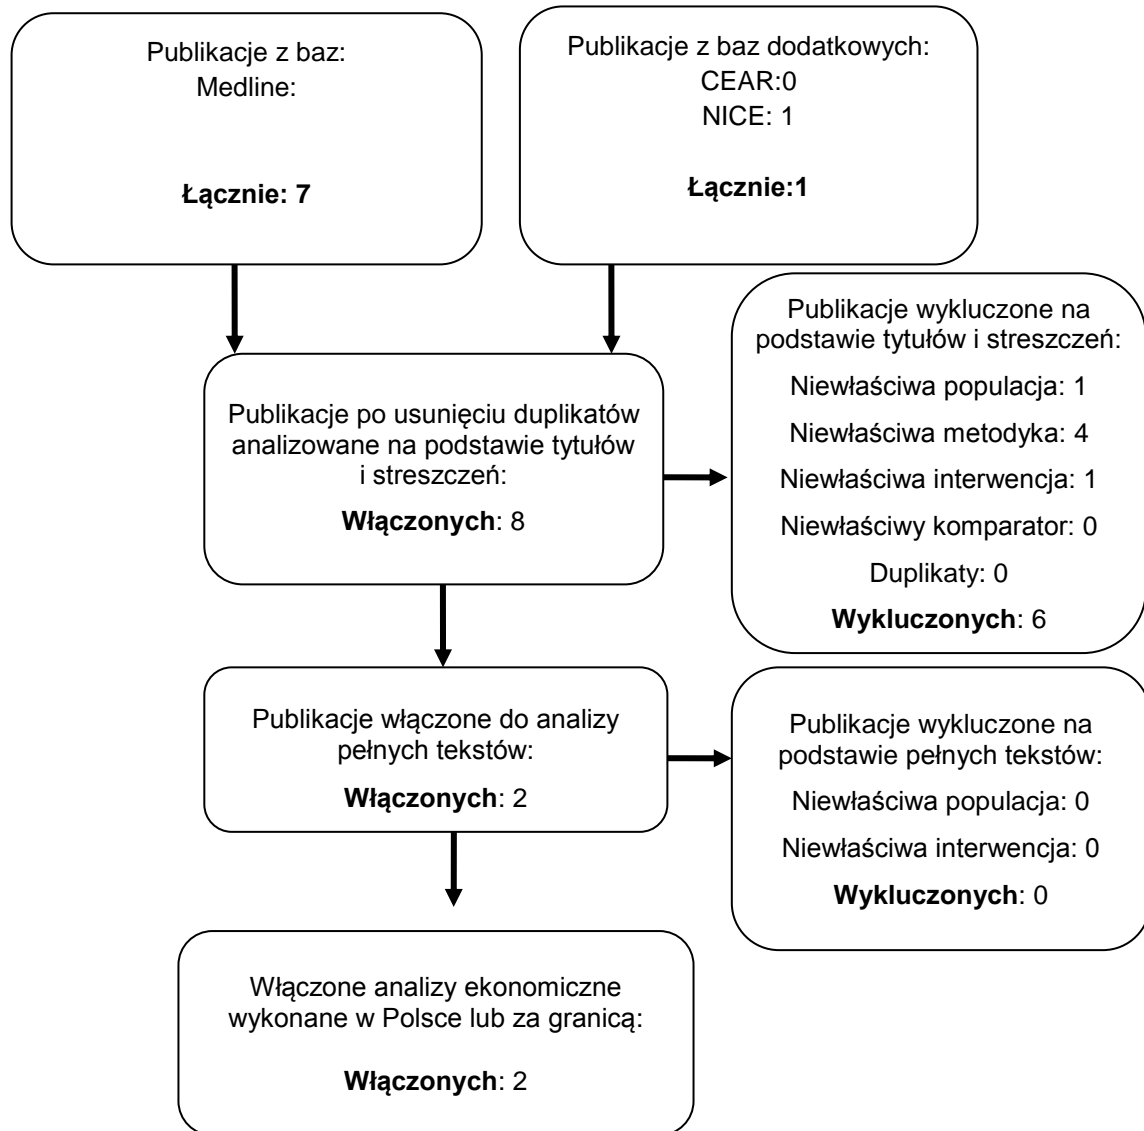 Publikacje z baz:
Medline:
Łącznie: 7
Publikacje z baz dodatkowych:
CEAR:0
NICE: 1
Łącznie:1
Publikacje po usunięciu duplikatów
analizowane na podstawie tytułów
i streszczeń:
Włączonych: 8
Publikacje wykluczone na
podstawie tytułów i streszczeń:
Niewłaściwa populacja: 1
Niewłaściwa metodyka: 4
Niewłaściwa interwencja: 1
Niewłaściwy komparator: 0
Duplikaty: 0
Wykluczonych: 6
Publikacje włączone do analizy
pełnych tekstów:
Włączonych: 2
Publikacje wykluczone na
podstawie pełnych tekstów:
Niewłaściwa populacja: 0
Niewłaściwa interwencja: 0
Wykluczonych: 0
Włączone analizy ekonomiczne
wykonane w Polsce lub za granicą:
Włączonych: 2